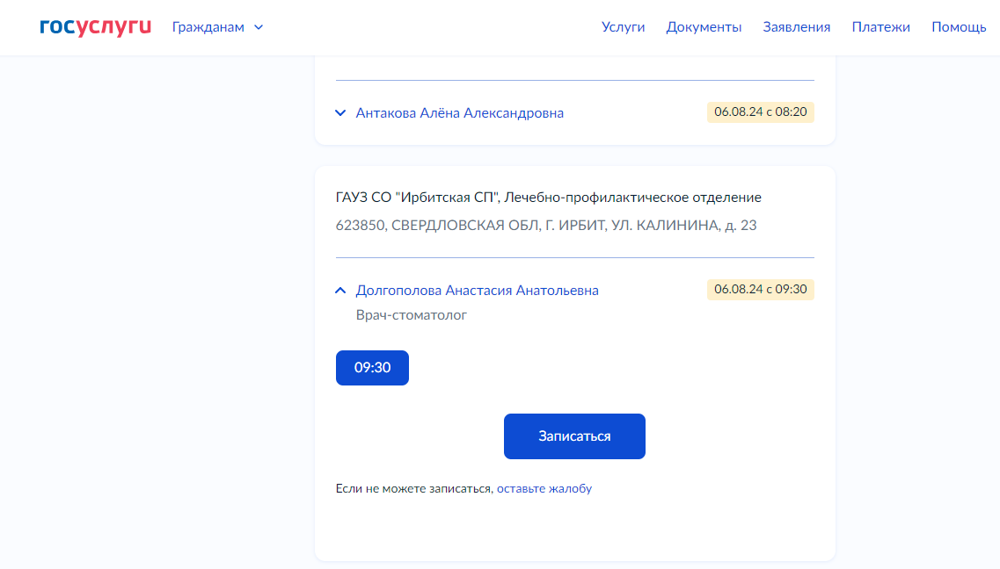 госуслуги Гражданам Услуги Документы Заявления Платежи Помощь
Антакова Алёна Александровна 06.08.24 с 08:20
ГАУЗ СО "Ирбитская СП", Лечебно-профилактическое отделение
623850, СВЕРДЛОВСКАЯ ОБЛ, Г. ИРБИТ, УЛ. КАЛИНИНА, д. 23
Долгополова Анастасия Анатольевна 06.08.24 с 09:30
Врач-стоматолог
09:30
Записаться
Если не можете записаться, оставьте жалобу